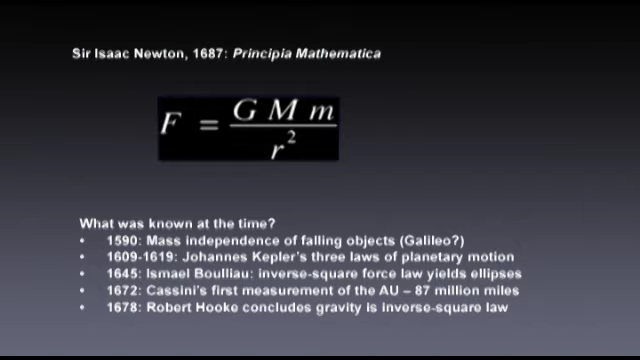 Sir Isaac Newton, 1687: Principia Mathematica
F = G M m / r²
What was known at the time?
• 1590: Mass independence of falling objects (Galileo?)
• 1609-1619: Johannes Kepler's three laws of planetary motion
• 1645: Ismael Boulliau: inverse-square force law yields ellipses
• 1672: Cassini's first measurement of the AU – 87 million miles
• 1678: Robert Hooke concludes gravity is inverse-square law